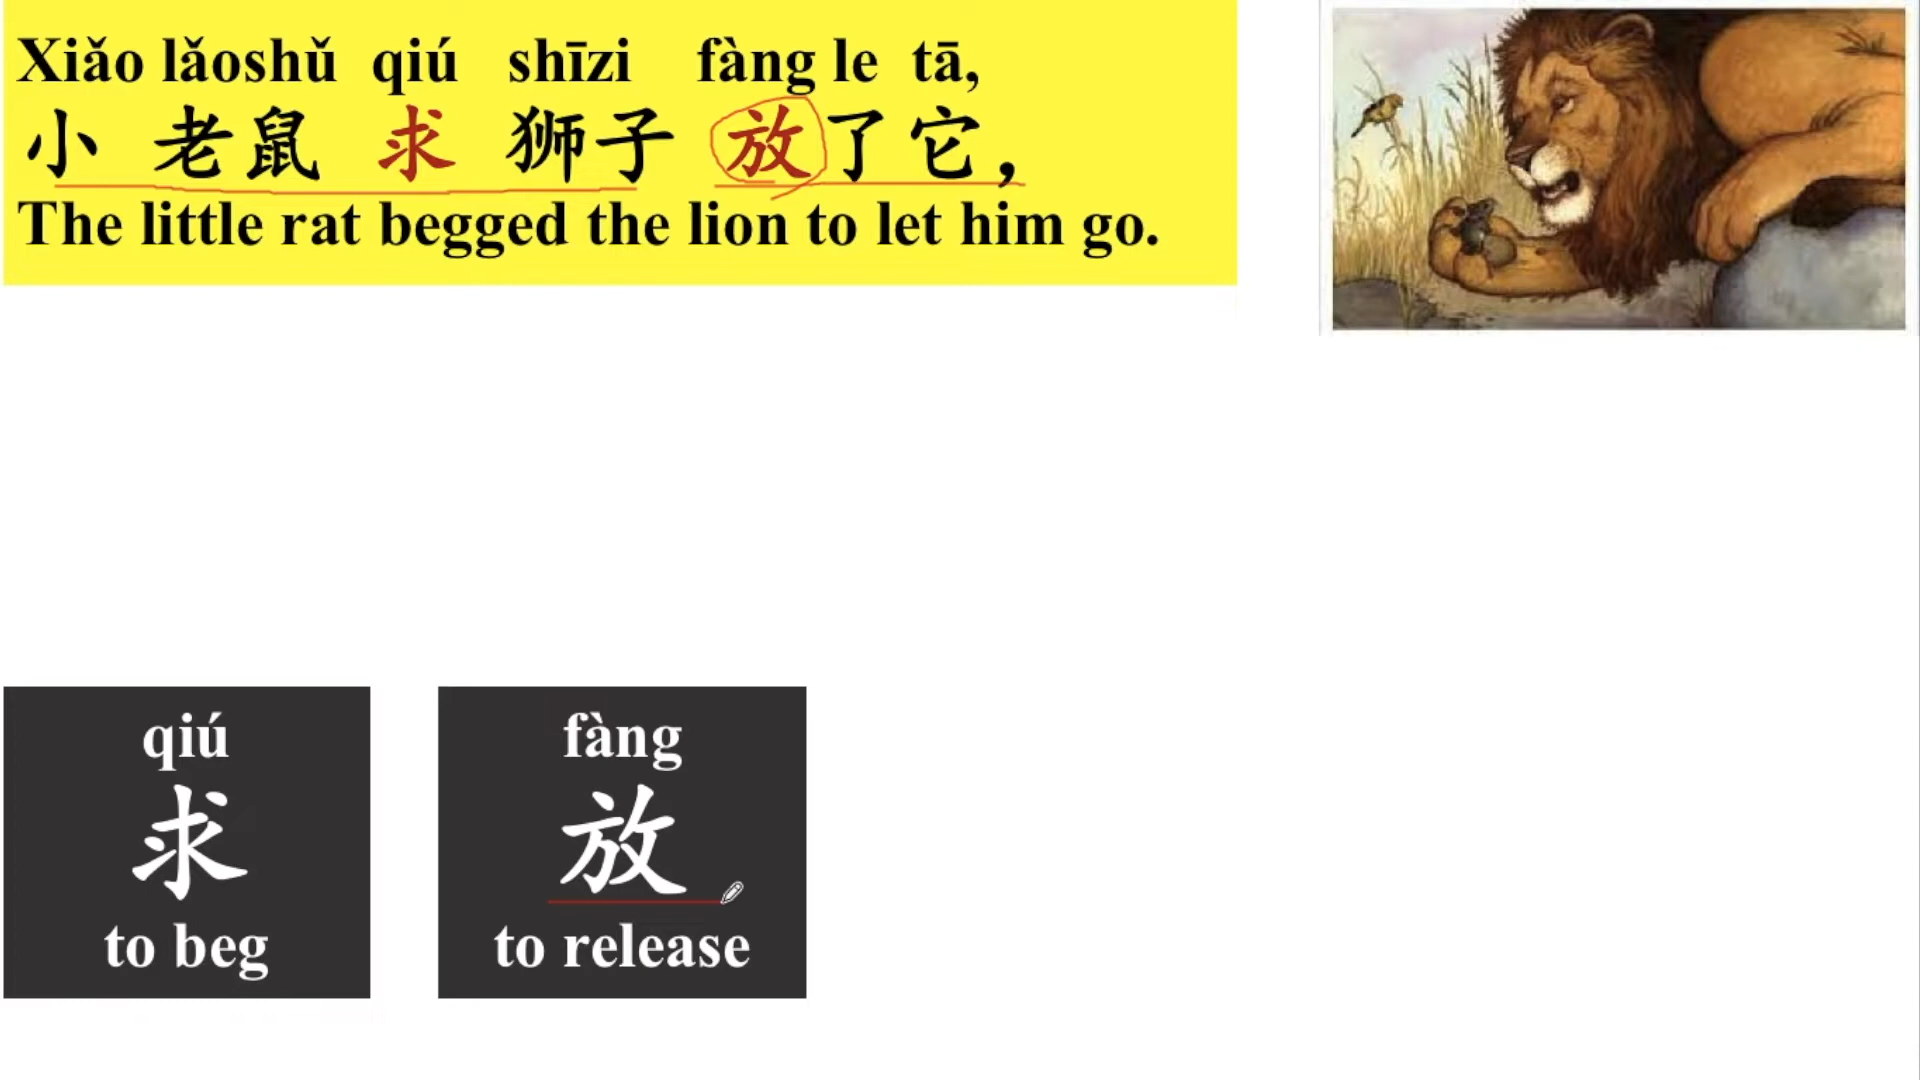 Xiǎo lǎoshǔ qiú shīzi fàng le tā,
小 老鼠 求 狮子 放了它，
The little rat begged the lion to let him go.
qiú
求
to beg
fàng
放
to release